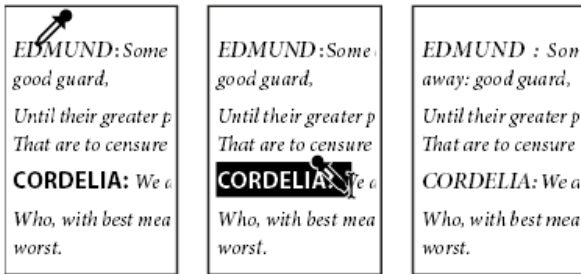 EDMUND: Some
good guard,
Until their greater p
That are to censure
CORDELIA: We a
Who, with best mea
worst.
EDMUND: Some
good guard,
Until their greater p
That are to censure
CORDELIA:
Who, with best mea
worst.
EDMUND : Som
away: good guard,
Until their greater p
That are to censure
CORDELIA: We a
Who, with best mea
worst.